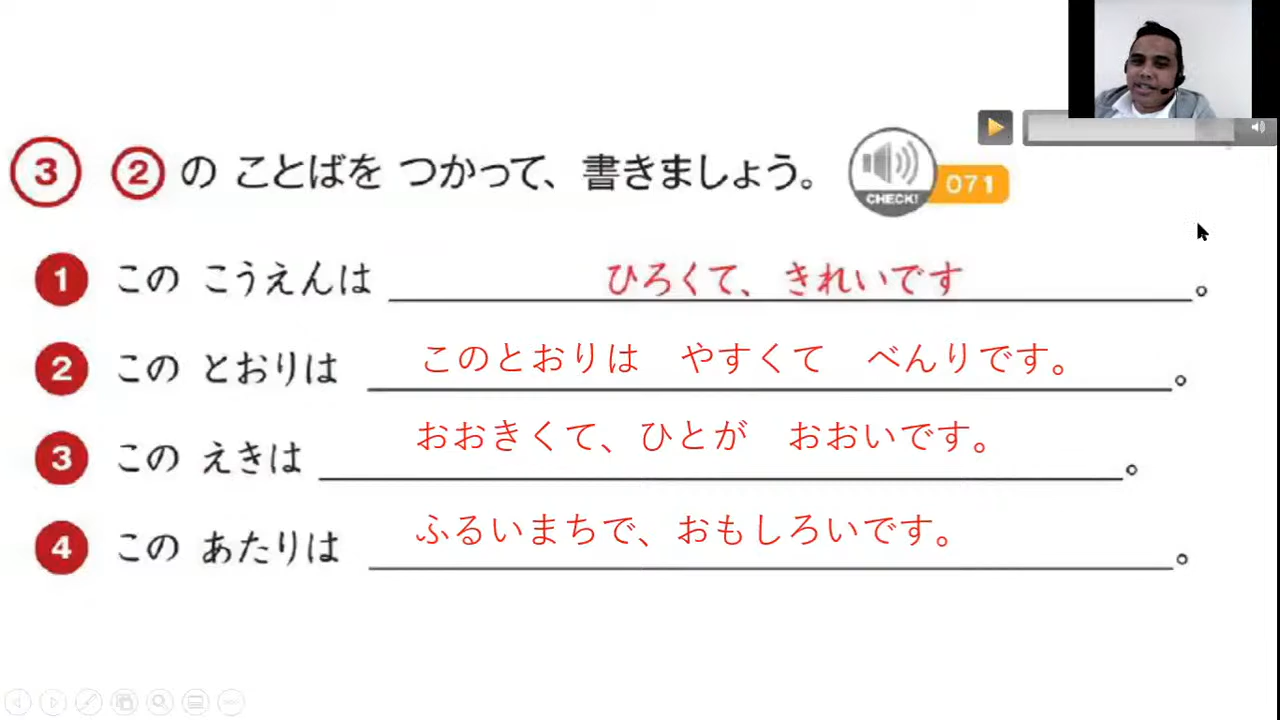 3 2 の ことばを つかって、書きましょう。 CHECK! 071
1 この こうえんは ひろくて、きれいです。
2 この とおりは このとおりは やすくて べんりです。 。
3 この えきは おおきくて、ひとが おおいです。 。
4 この あたりは ふるいまちで、おもしろいです。 。